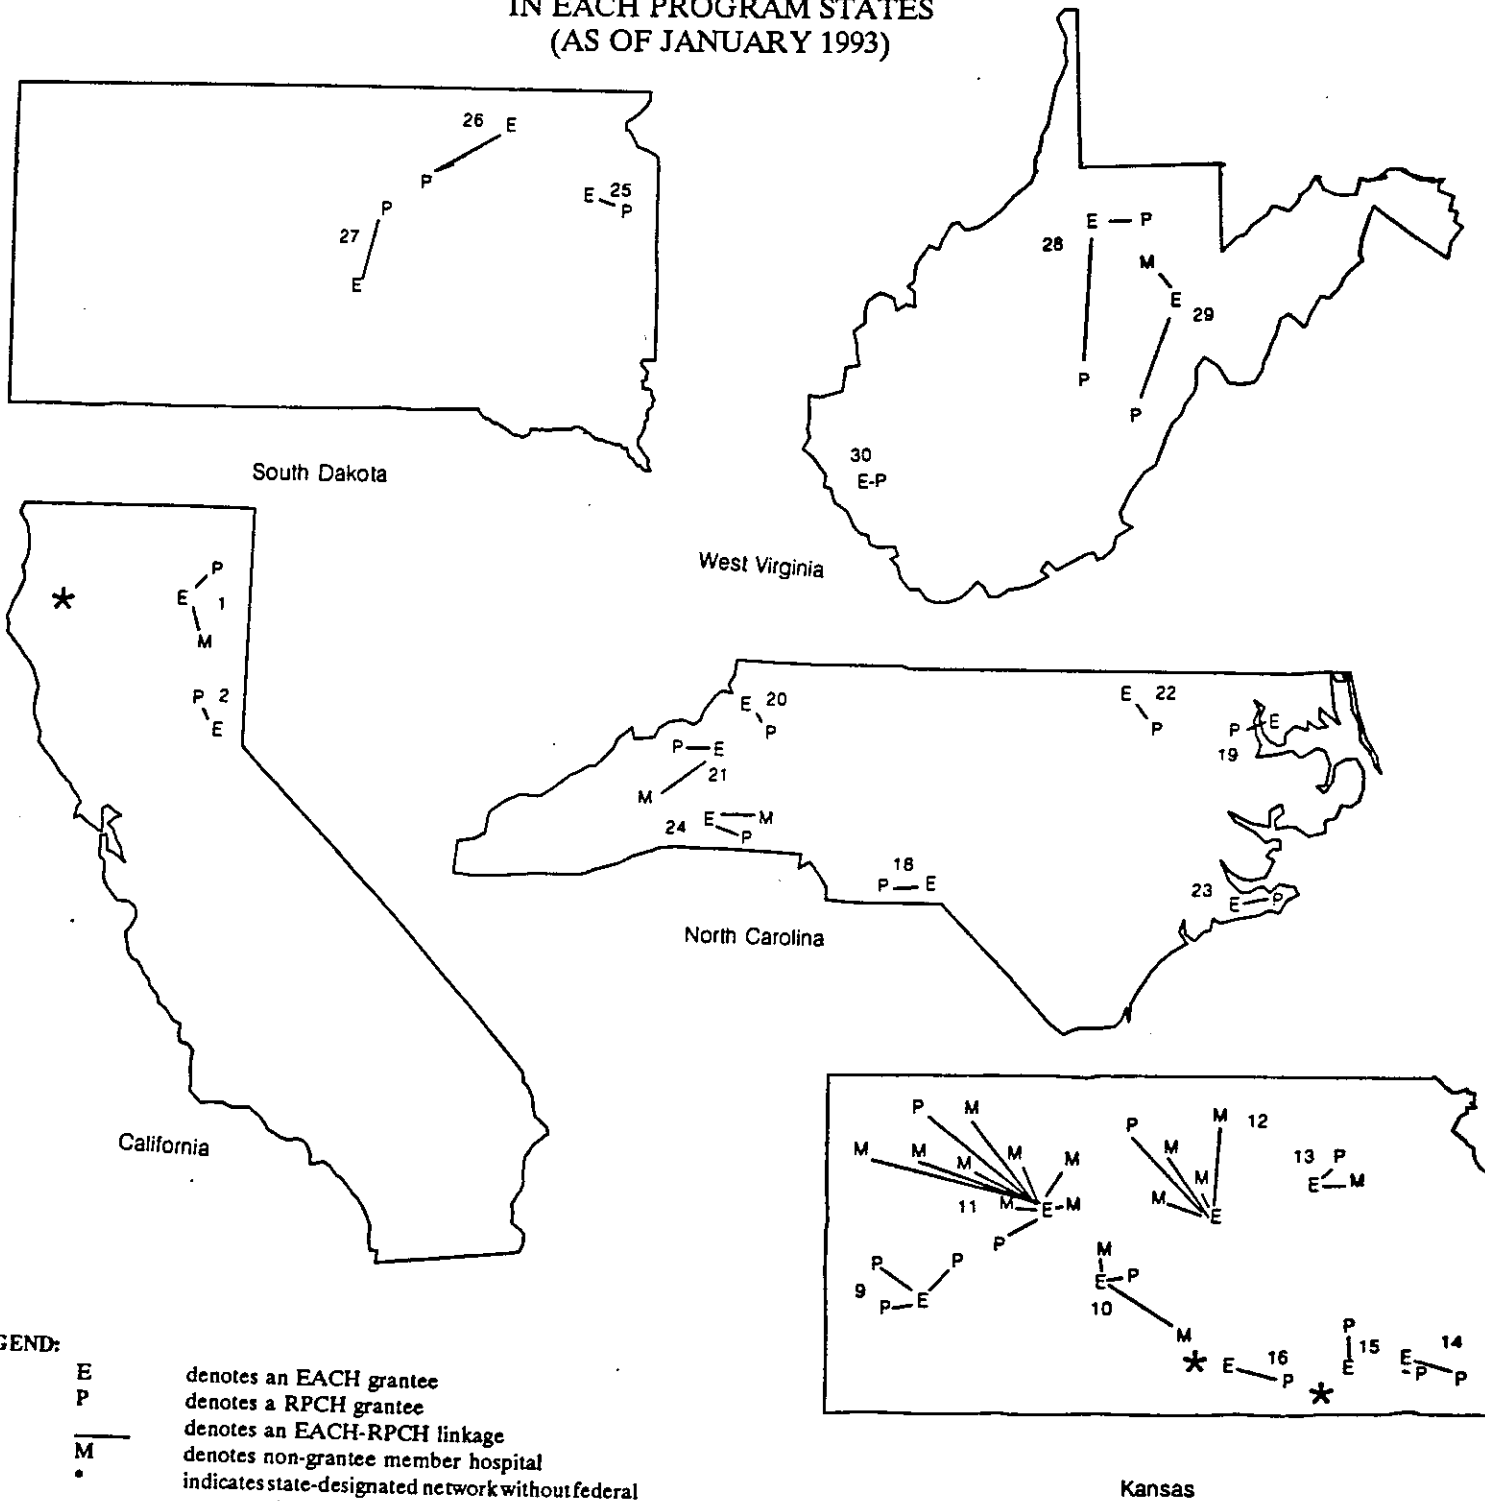 IN EACH PROGRAM STATES
(AS OF JANUARY 1993)
26 E
P
E 25
P
P
27
E
South Dakota
E P
28
M
E
29
P
P
30
E-P
West Virginia
P
* E 1
M
P 2
E
California
E 20
P
P E
21
M
E M
24 P
18
P E
E 22
P
P E
19
23
E P
North Carolina
P M M 12
P
M M M M M M 13 P
M E M
11 M E M M E
P
M
P P E P
9 10
P E
M P
* E 16 15 E 14
P * E P P
Kansas
GEND:
E denotes an EACH grantee
P denotes a RPCH grantee
denotes an EACH-RPCH linkage
M denotes non-grantee member hospital
* indicates state-designated network without federal